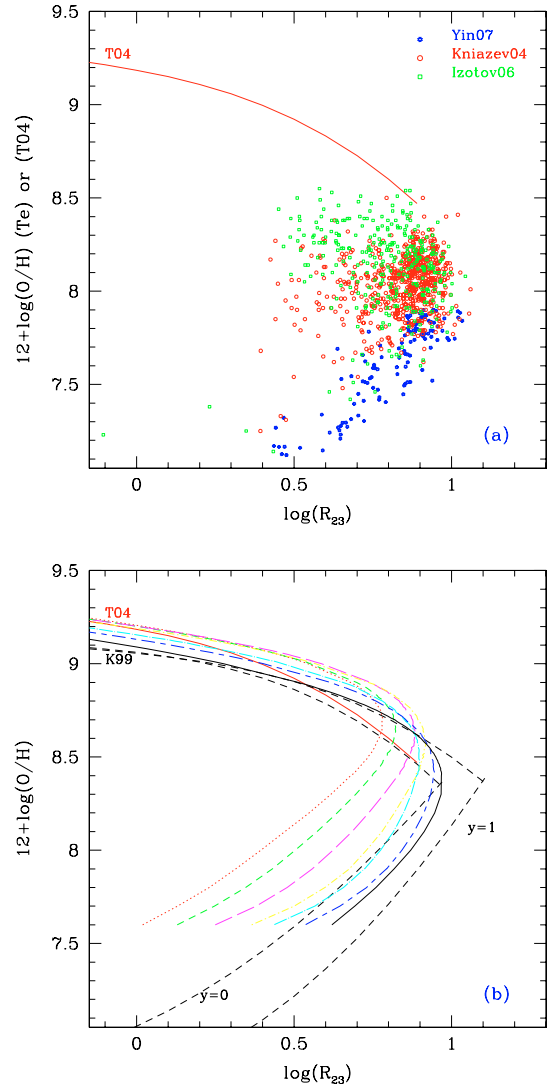 9.5
9
8.5
8
7.5
12+log(O/H) (Te) or (T04)
T04
Yin07
Kniazev04
Izotov06
(a)
0
0.5
1
log(R23)
9.5
9
8.5
8
7.5
12+log(O/H)
T04
K99
y=1
y=0
(b)
0
0.5
1
log(R23)